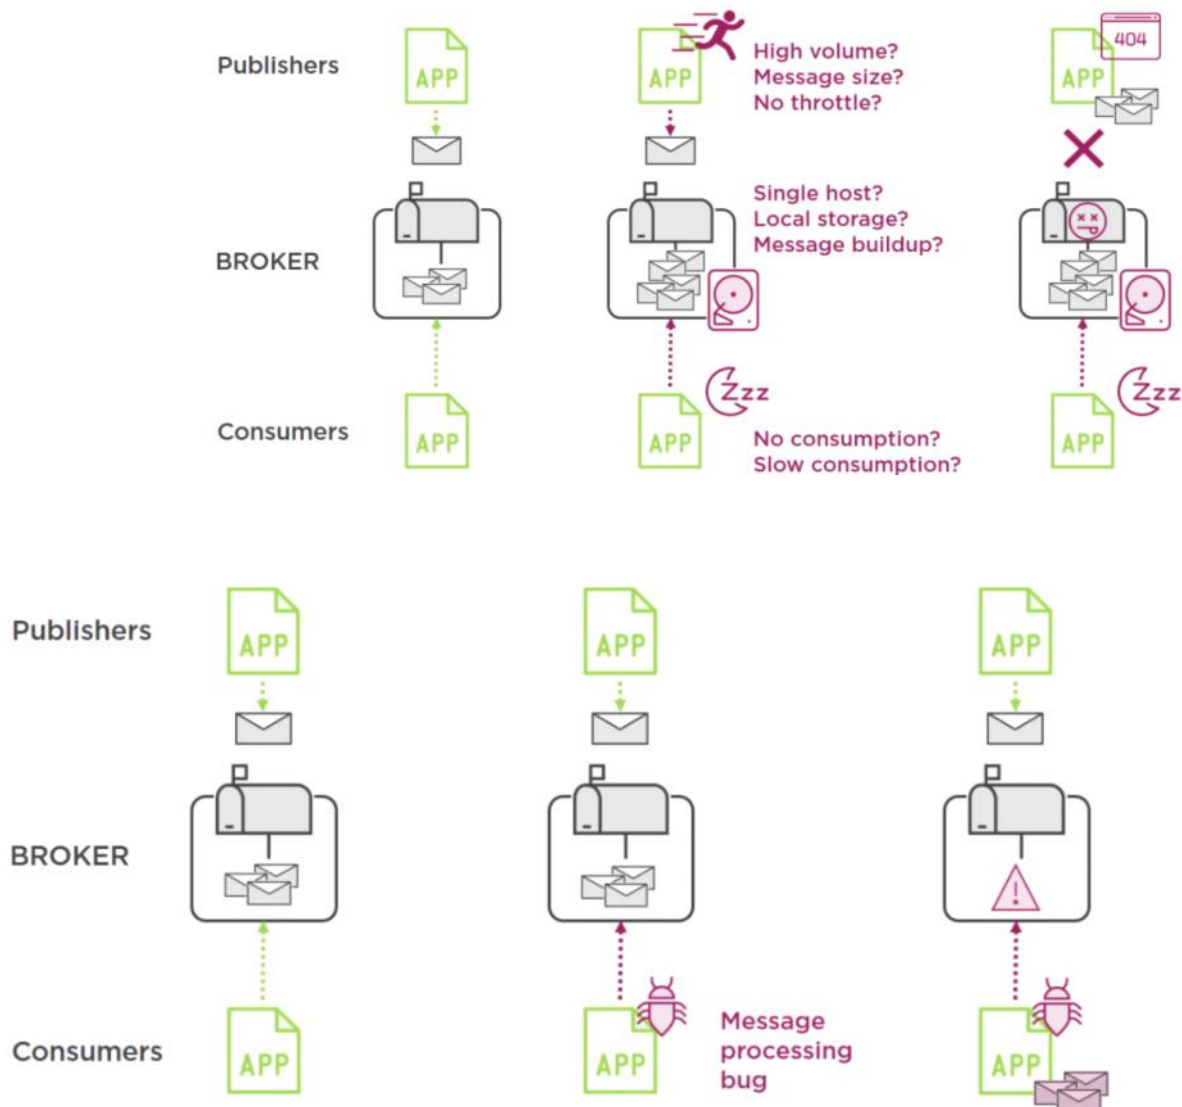 Publishers
APP
APP
High volume?
Message size?
No throttle?
APP
404
BROKER
Single host?
Local storage?
Message buildup?
Consumers
APP
APP
Zzz
No consumption?
Slow consumption?
APP
Zzz
Publishers
APP
APP
APP
BROKER
!
Consumers
APP
APP
Message
processing
bug
APP